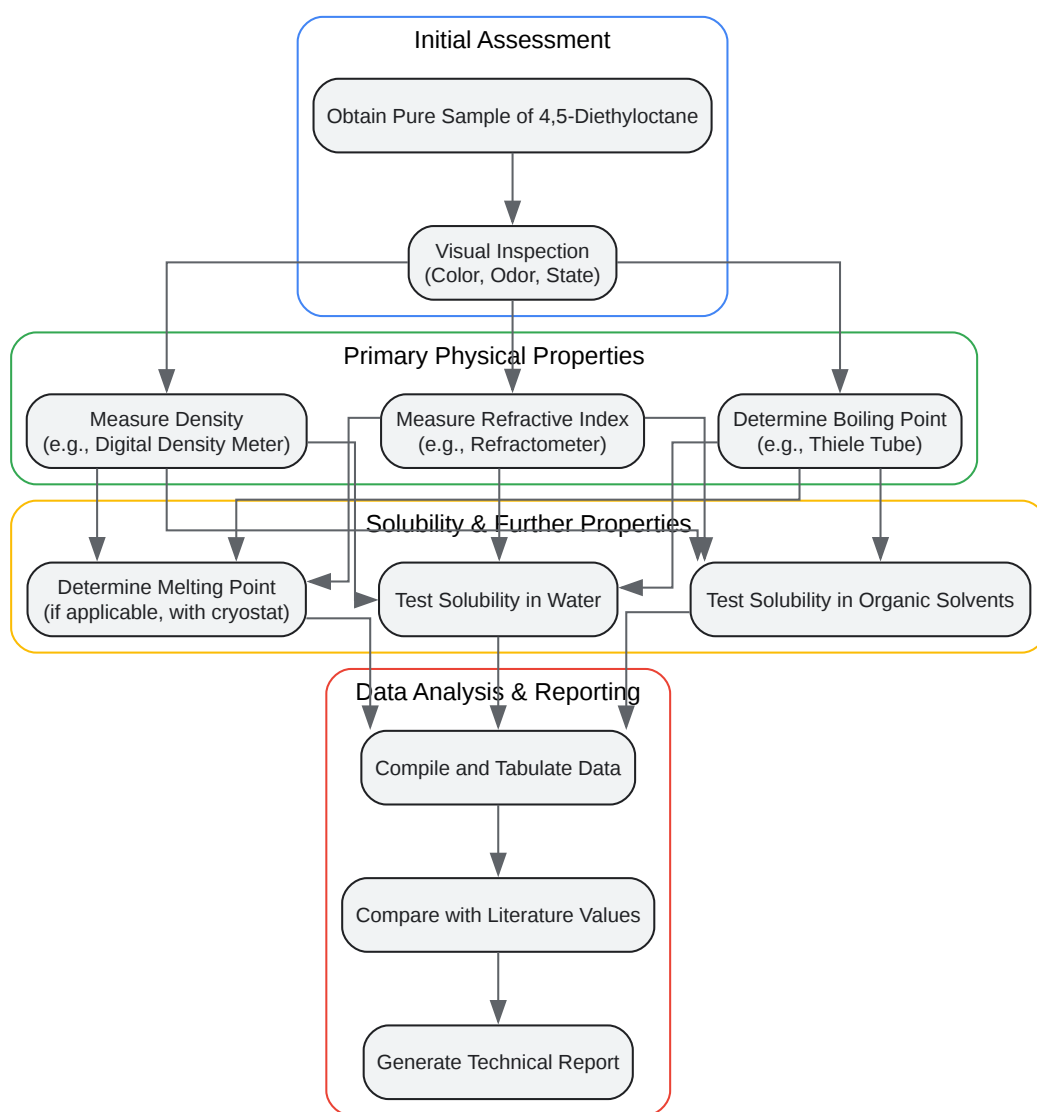 Initial Assessment
Obtain Pure Sample of 4,5-Diethyloctane
Visual Inspection
(Color, Odor, State)
Primary Physical Properties
Measure Density
(e.g., Digital Density Meter)
Measure Refractive Index
(e.g., Refractometer)
Determine Boiling Point
(e.g., Thiele Tube)
Solubility & Further Properties
Determine Melting Point
(if applicable, with cryostat)
Test Solubility in Water
Test Solubility in Organic Solvents
Data Analysis & Reporting
Compile and Tabulate Data
Compare with Literature Values
Generate Technical Report